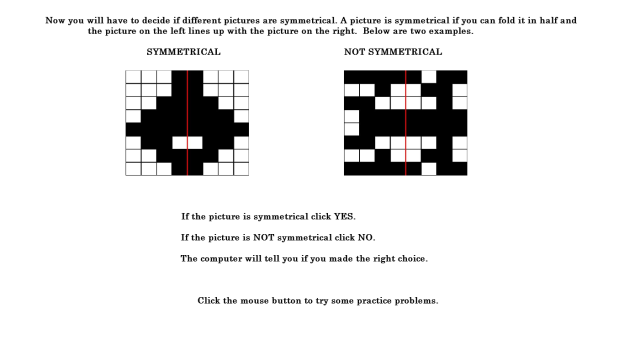 Now you will have to decide if different pictures are symmetrical. A picture is symmetrical if you can fold it in half and
the picture on the left lines up with the picture on the right. Below are two examples.
SYMMETRICAL NOT SYMMETRICAL
If the picture is symmetrical click YES.
If the picture is NOT symmetrical click NO.
The computer will tell you if you made the right choice.
Click the mouse button to try some practice problems.